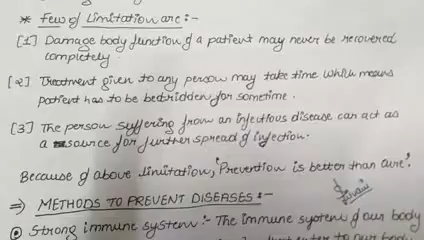 * Few of Limitation are :-
[1] Damage body function of a patient may never be recovered
completely.
[2] Treatment given to any person may take time which means
patient has to be bedridden for sometime.
[3] The person suffering from an infectious disease can act as
a source for further spread of infection.
Because of above limitation, 'Prevention is better than cure'.
⇒ METHODS TO PREVENT DISEASES :-
Strong immune system :- The immune system of our body